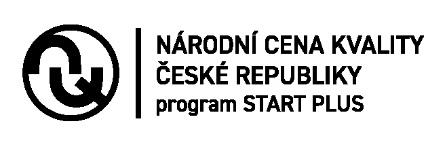 NÁRODNÍ CENA KVALITY
ČESKÉ REPUBLIKY
program START PLUS